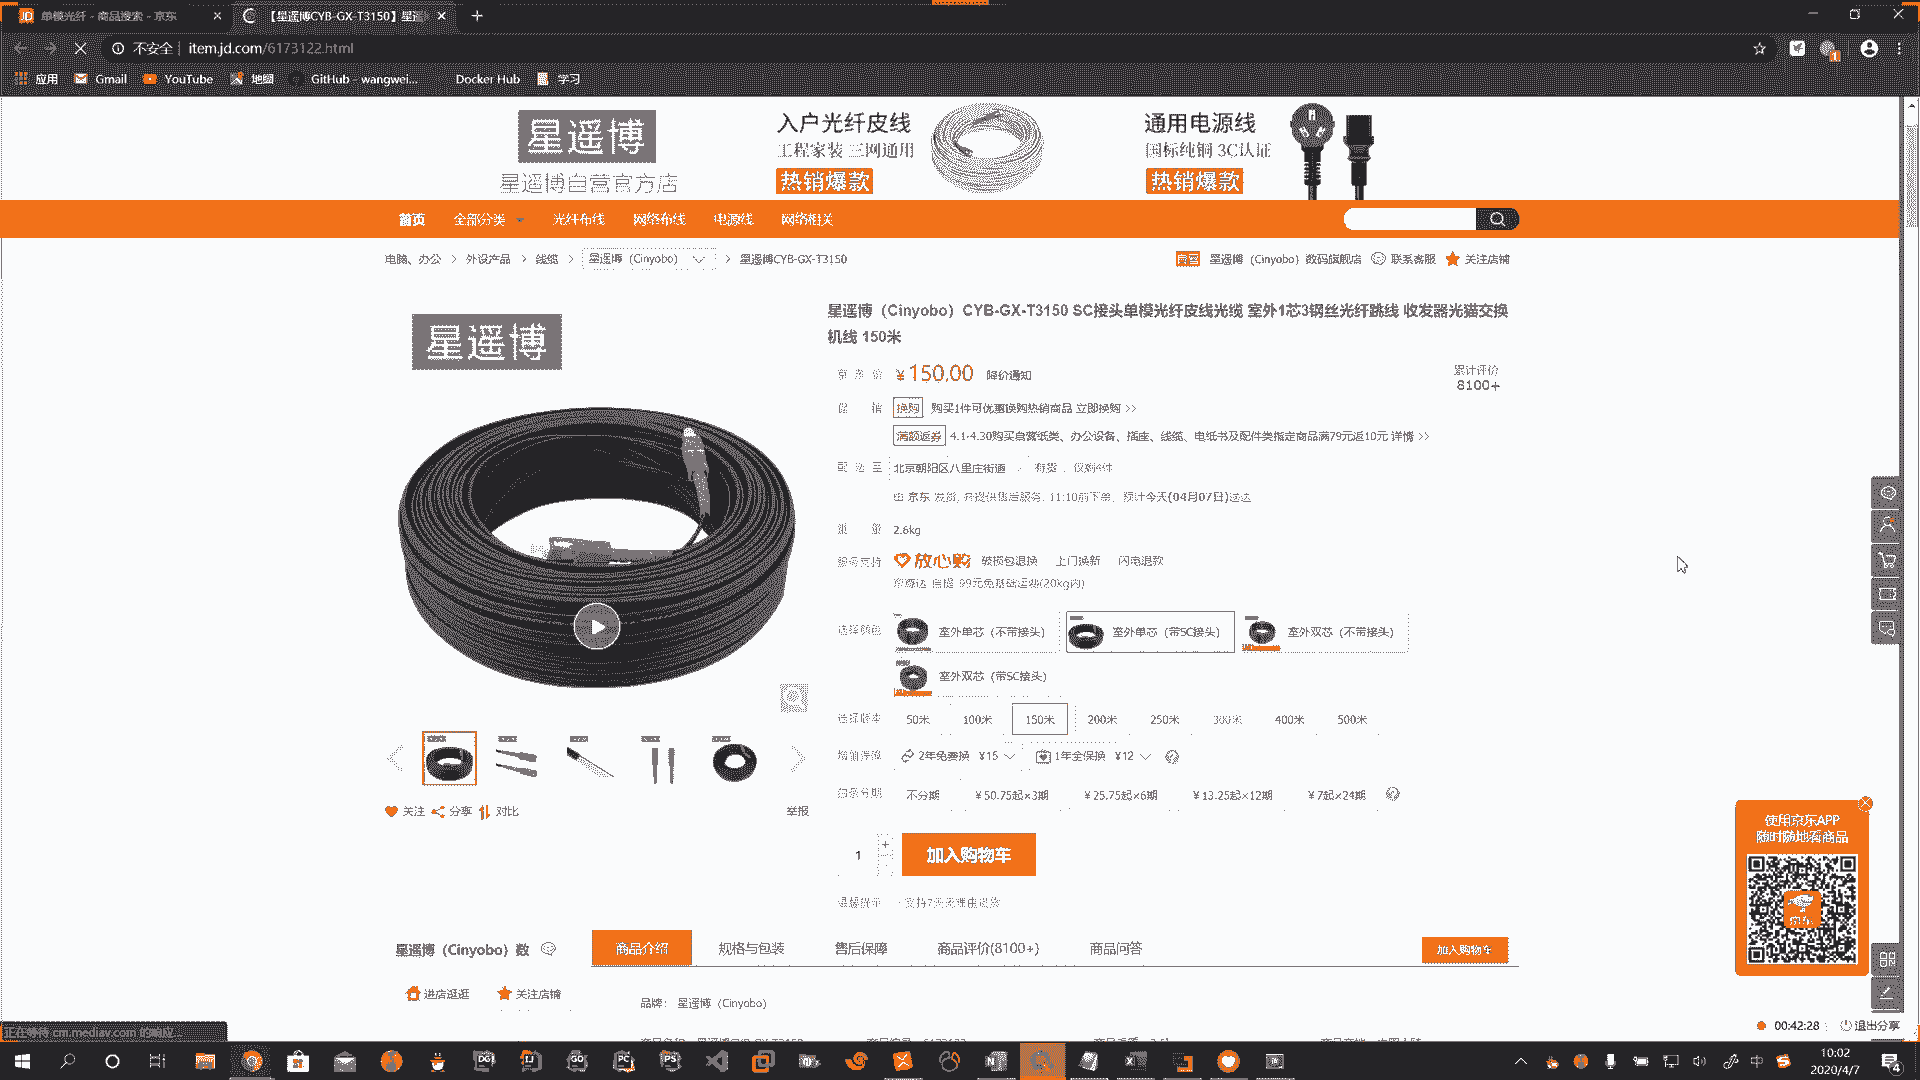 单模光纤 - 商品搜索 - 京东
【星遥博CYB-GX-T3150】星遥
不安全 | item.jd.com/6173122.html
应用 Gmail YouTube 地图 GitHub - wangwei... Docker Hub 学习
星遥博
星遥博自营官方店
入户光纤皮线
工程家装 三网通用
热销爆款
通用电源线
国标纯铜 3C认证
热销爆款
首页 全部分类 光纤布线 网络布线 电源线 网络相关
电脑、办公 > 外设产品 > 线缆 > 星遥博（Cinyobo） > 星遥博CYB-GX-T3150
自营 星遥博（Cinyobo）数码旗舰店 联系客服 关注店铺
星遥博
星遥博（Cinyobo）CYB-GX-T3150 SC接头单模光纤皮线光缆 室外1芯3钢丝光纤跳线 收发器光猫交换
机线 150米
京东价 ￥150.00 降价通知
累计评价
8100+
促销 换购 购买1件可优惠换购热销商品 立即换购 >>
满额返券 4.1-4.30购买自营纸类、办公设备、插座、线缆、电纸书及配件类指定商品满79元返10元 详情 >>
配送至 北京朝阳区八里庄街道 有货 仅剩4件
由 京东 发货, 并提供售后服务. 11:10前下单, 预计今天(04月07日)送达
重量 2.6kg
服务支持 放心购 破损包退换 上门换新 闪电退款
京准达 自提 99元免基础运费(20kg内)
选择颜色 室外单芯（不带接头） 室外单芯（带SC接头） 室外双芯（不带接头）
室外双芯（带SC接头）
选择版本 50米 100米 150米 200米 250米 300米 400米 500米
增值保障 2年免费换 ¥15 1年全保换 ¥12
白条分期 不分期 ￥50.75起×3期 ￥25.75起×6期 ￥13.25起×12期 ￥7起×24期
关注 分享 对比 举报
1 + - 加入购物车
温馨提示 · 支持7天无理由退货
使用京东APP
随时随地看商品
京东
星遥博（Cinyobo）数 商品介绍 规格与包装 售后保障 商品评价(8100+) 商品问答 加入购物车
进店逛逛 关注店铺
品牌： 星遥博（Cinyobo）
正在等待 cm.mediav.com 的响应...
00:42:28 退出分享
中
10:02
2020/4/7
4